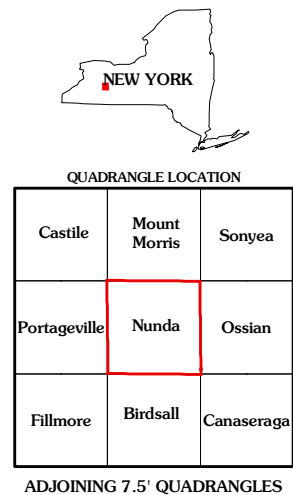 NEW YORK
QUADRANGLE LOCATION
Castile
Mount
Morris
Sonyea
Portageville
Nunda
Ossian
Fillmore
Birdsall
Canaseraga
ADJOINING 7.5' QUADRANGLES